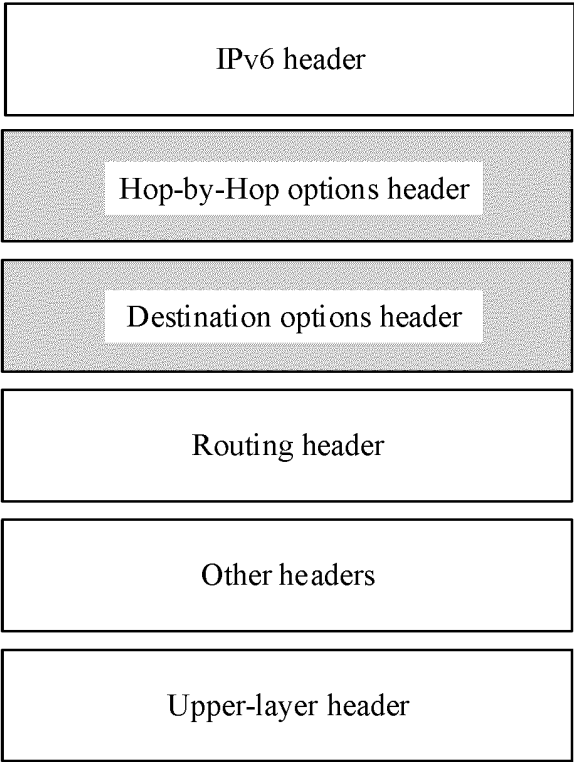 IPv6 header
Hop-by-Hop options header
Destination options header
Routing header
Other headers
Upper-layer header